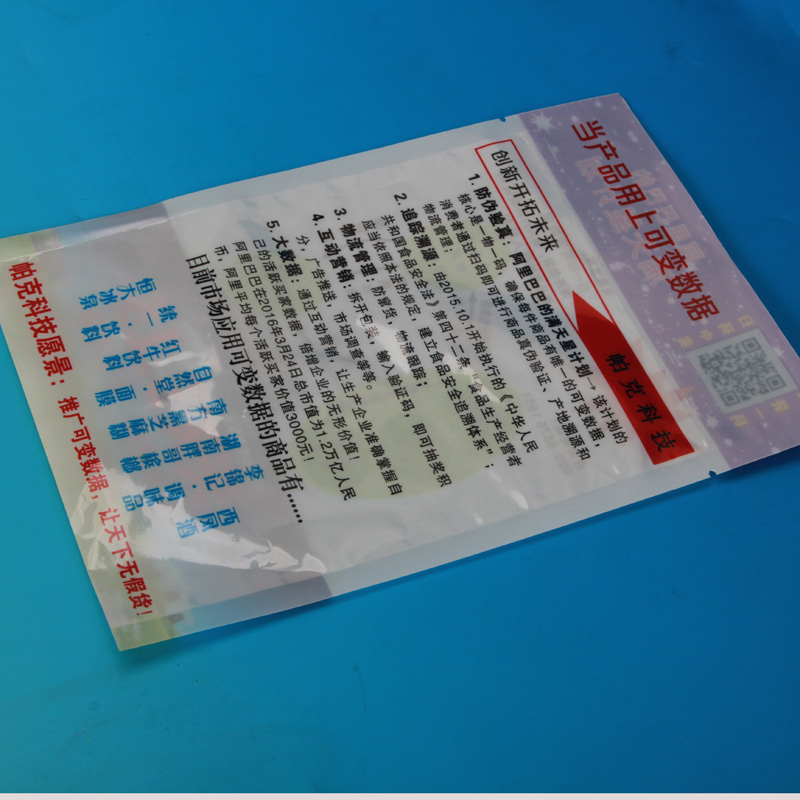 当产品用上可变数据
创新开拓未来
帕克科技
1. 防伪验真：阿里巴巴的满天星计划→该计划的
核心是一物一码，确保每件商品有唯一的可变数据，
消费者通过扫码即可进行商品真伪验证、产地溯源和
物流管理；
2. 追踪溯源：由2015.10.1开始执行的《中华人民
共和国食品安全法》第四十二条“食品生产经营者
应当依照本法的规定，建立食品安全追溯体系”；
3. 物流管理：防窜货，物流跟踪；
4. 互动营销：拆开包装，输入验证码，即可抽奖积
分，广告推送，市场调查等等。
5. 大数据：通过互动营销，让生产企业准确掌握自
己的活跃买家数据，倍增企业的无形价值！
阿里巴巴在2016年3月24日总市值为1.2万亿人民
币，阿里平均每个活跃买家价值3000元！
目前市场应用可变数据的商品有……
西凤酒
李锦记·调味品
湖南胖哥·槟榔
南方·黑芝麻糊
自然堂·面膜
红牛·饮料
统一·饮料
恒大冰泉
帕克科技愿景：推广可变数据，让天下无假货！